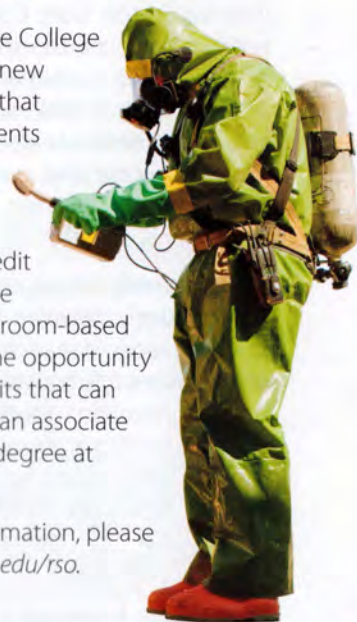 e College
new
that
ents
edit
e
room-based
ne opportunity
its that can
an associate
degree at
mation, please
edu/rso.